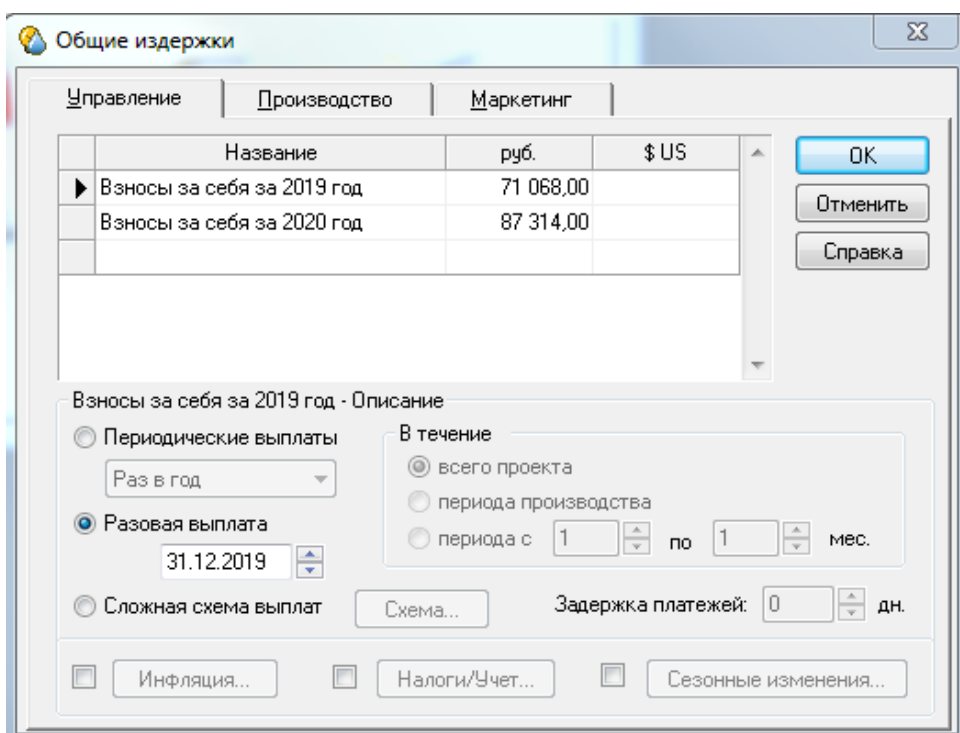 Общие издержки
Управление Производство Маркетинг
Название руб. $ US
Взносы за себя за 2019 год 71 068,00
Взносы за себя за 2020 год 87 314,00
OK
Отменить
Справка
Взносы за себя за 2019 год - Описание
Периодические выплаты
Раз в год
Разовая выплата
31.12.2019
Сложная схема выплат Схема...
В течение
всего проекта
периода производства
периода с 1 по 1 мес.
Задержка платежей: 0 дн.
Инфляция... Налоги/Учет... Сезонные изменения...